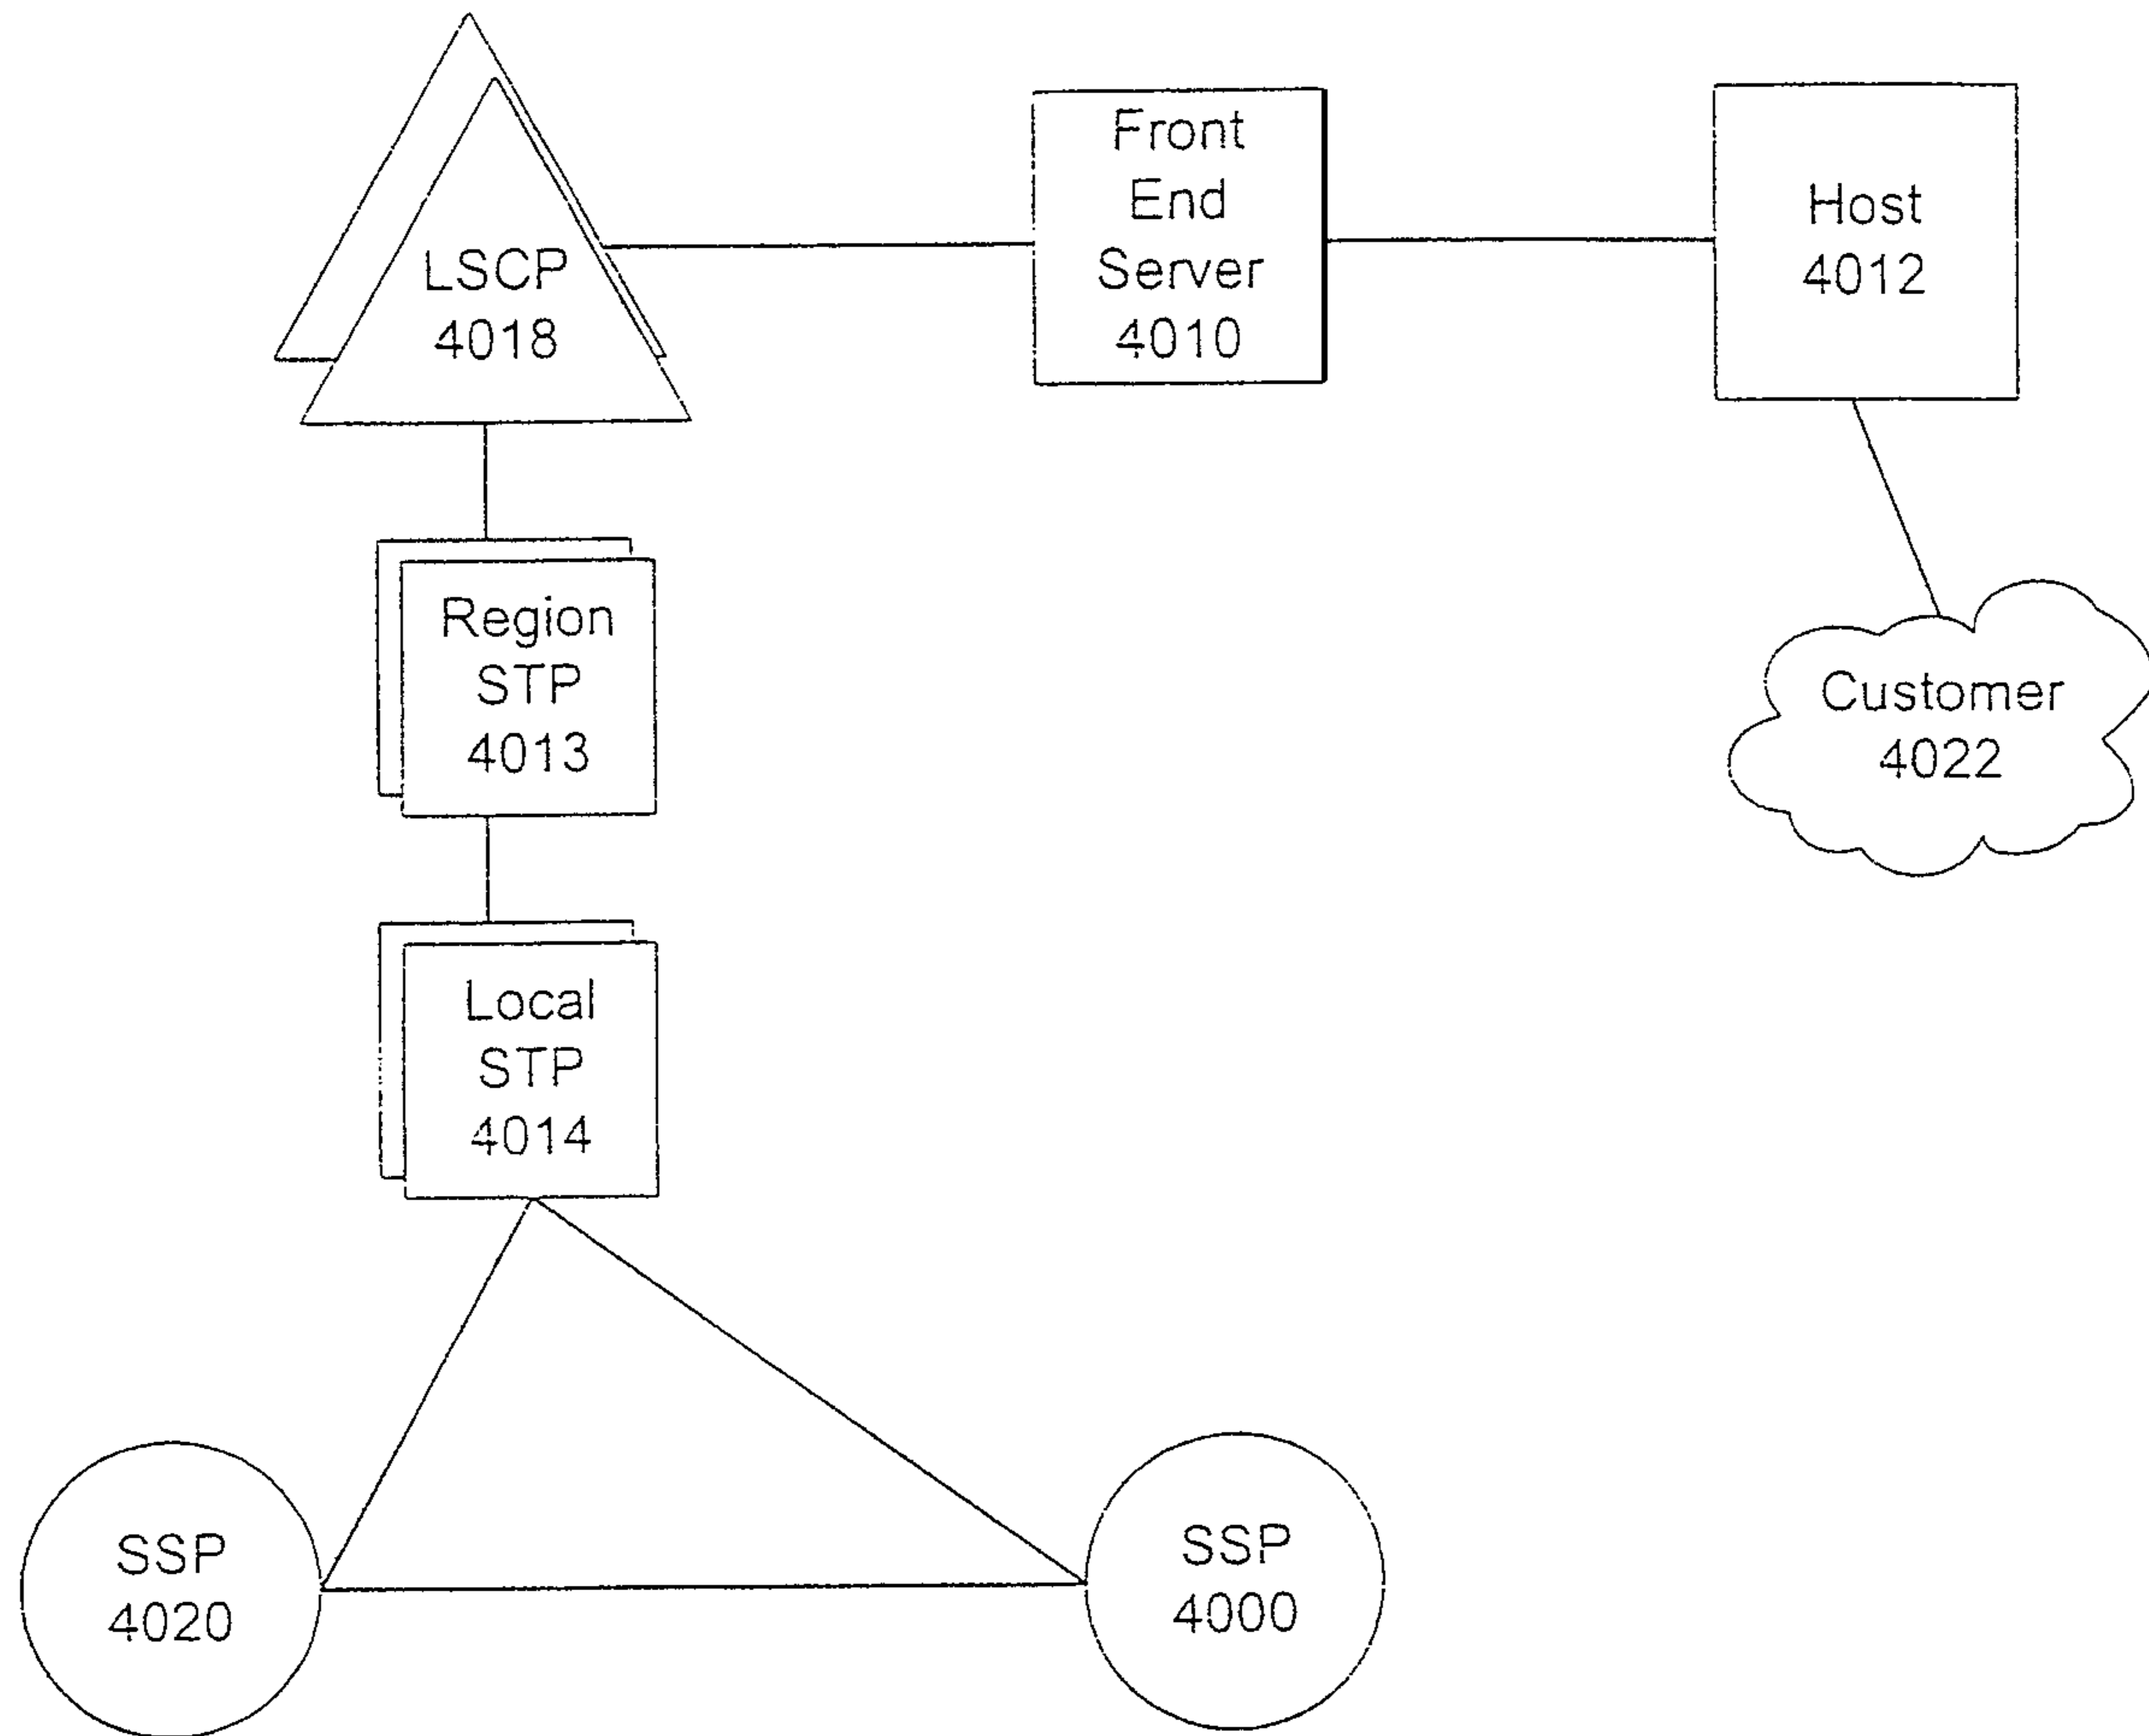 LSCP
4018
Front
End
Server
4010
Host
4012
Region
STP
4013
Customer
4022
Local
STP
4014
SSP
4020
SSP
4000